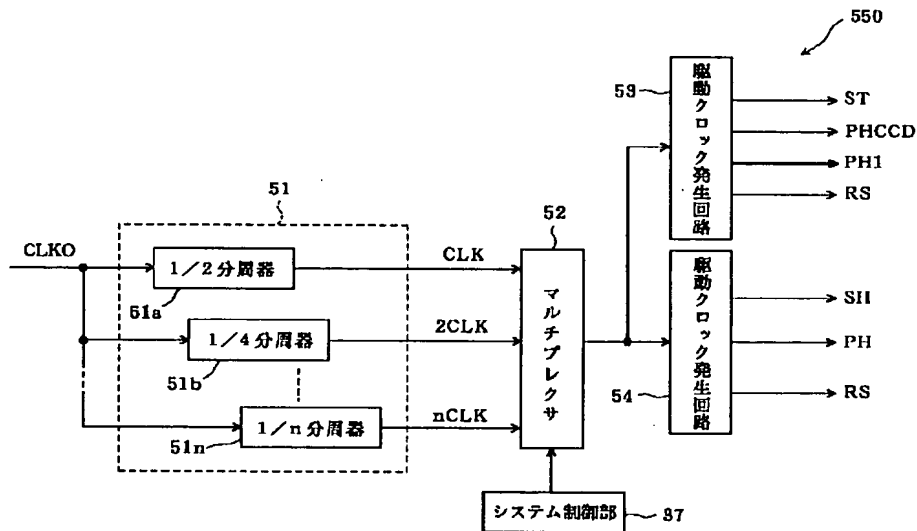 550
53
駆動クロック発生回路
ST
PHCCD
PH1
RS
51
52
CLKO
1/2分周器
51a
CLK
1/4分周器
51b
2CLK
1/n分周器
51n
nCLK
マルチプレクサ
駆動クロック発生回路
54
SH
PH
RS
システム制御部
37